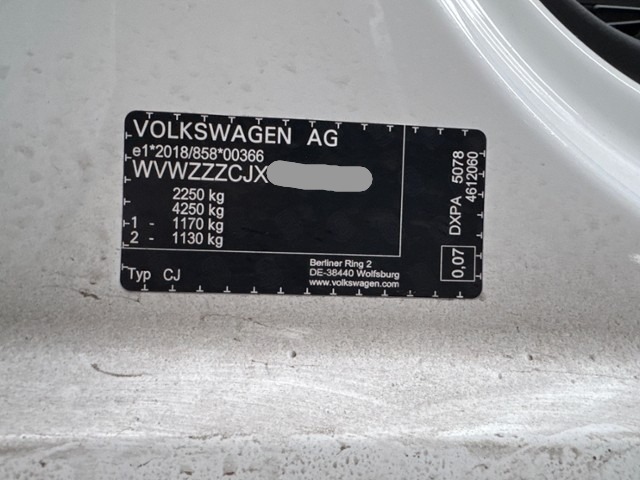 VOLKSWAGEN AG
e1*2018/858*00366
WVWZZZCJX
2250 kg
4250 kg
1 - 1170 kg
2 - 1130 kg
Berliner Ring 2
DE-38440 Wolfsburg
www.volkswagen.com
Typ CJ
DXPA 5078
4612060
0,07